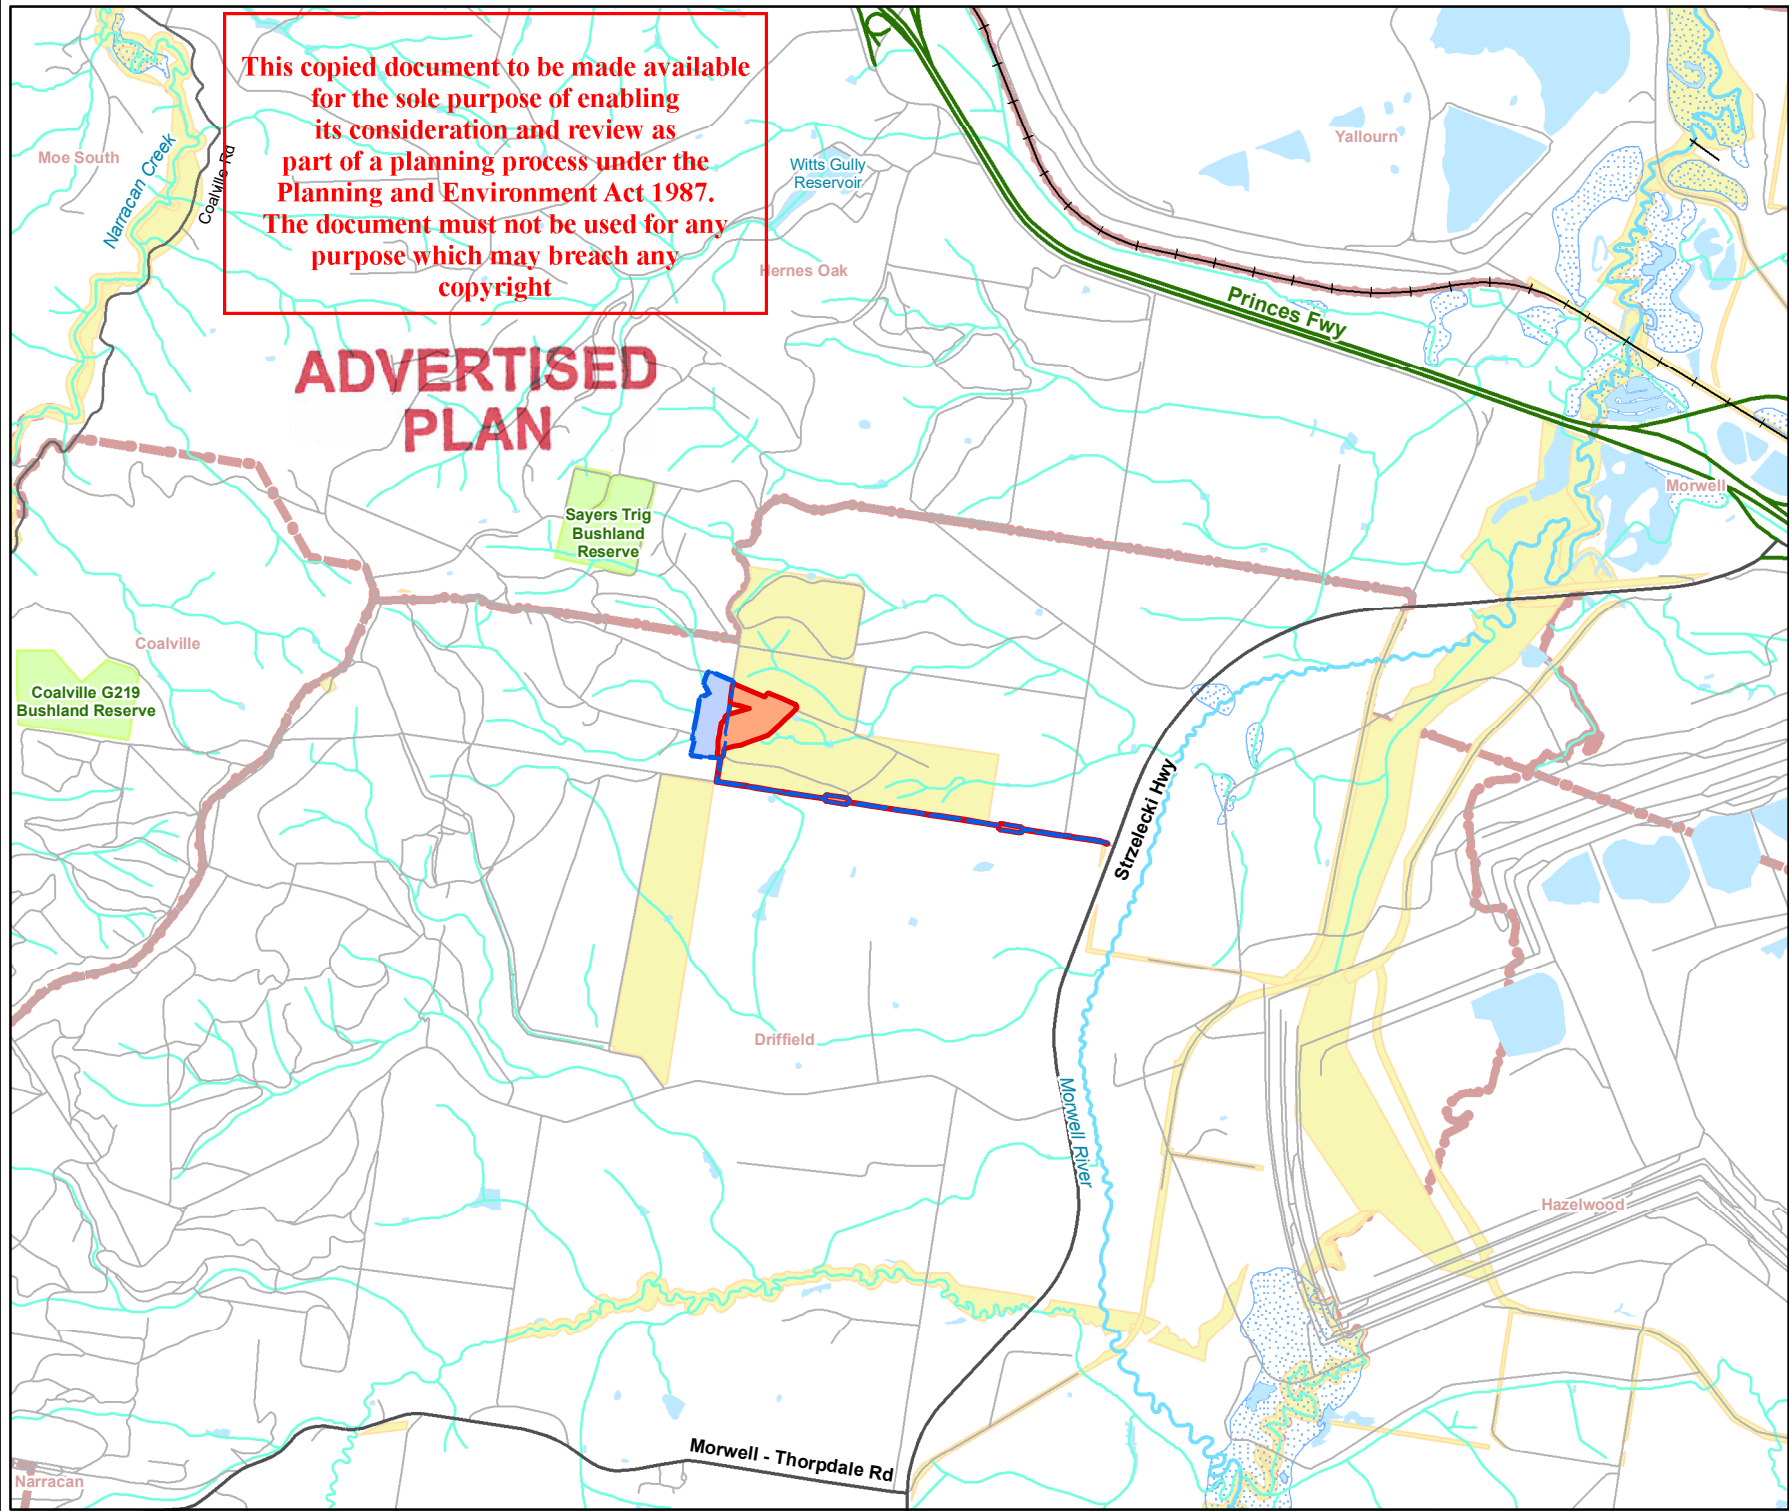 This copied document to be made available
for the sole purpose of enabling
its consideration and review as
part of a planning process under the
Planning and Environment Act 1987.
The document must not be used for any
purpose which may breach any
copyright
ADVERTISED
PLAN
Moe South
Narracan Creek
Coalville Rd
Witts Gully
Reservoir
Hernes Oak
Yallourn
Princes Fwy
Morwell
Sayers Trig
Bushland
Reserve
Coalville
Coalville G219
Bushland Reserve
Strzelecki Hwy
Driffield
Morwell River
Hazelwood
Morwell - Thorpdale Rd
Narracan